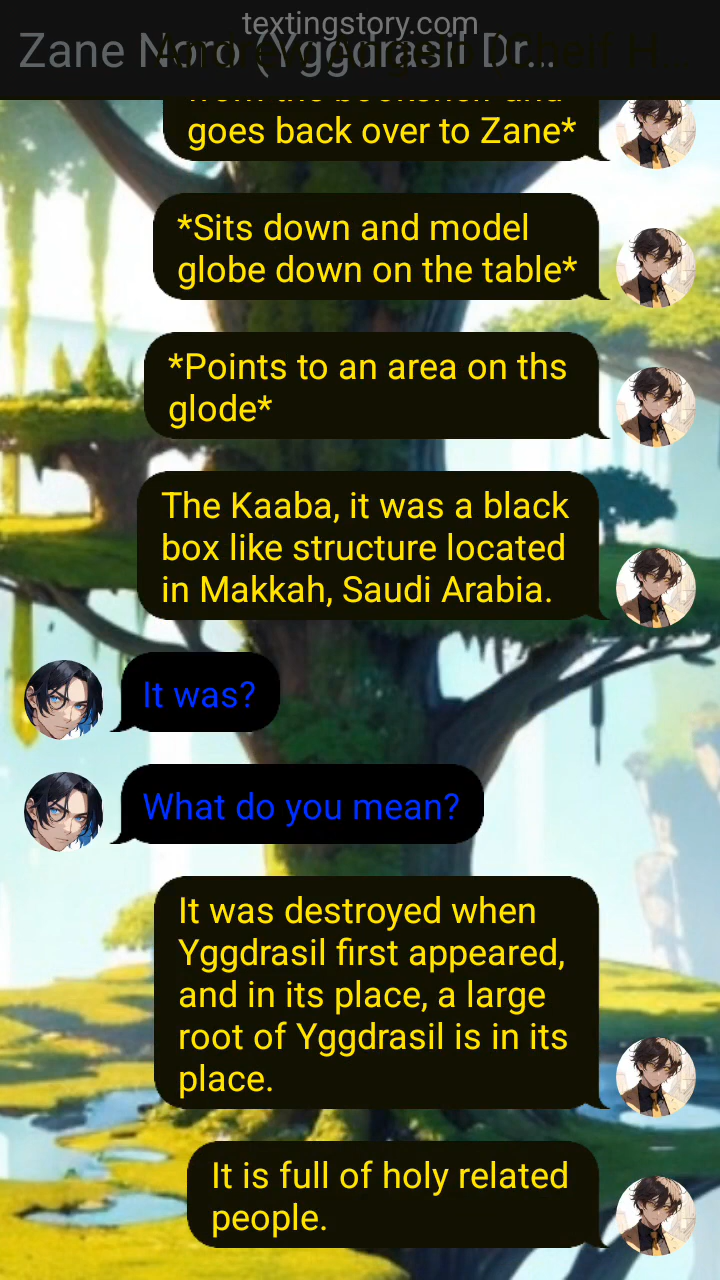 textingstory.com
Zane Noro (Yggdrasil Dr...
goes back over to Zane*
*Sits down and model
globe down on the table*
*Points to an area on ths
glode*
The Kaaba, it was a black
box like structure located
in Makkah, Saudi Arabia.
It was?
What do you mean?
It was destroyed when
Yggdrasil first appeared,
and in its place, a large
root of Yggdrasil is in its
place.
It is full of holy related
people.